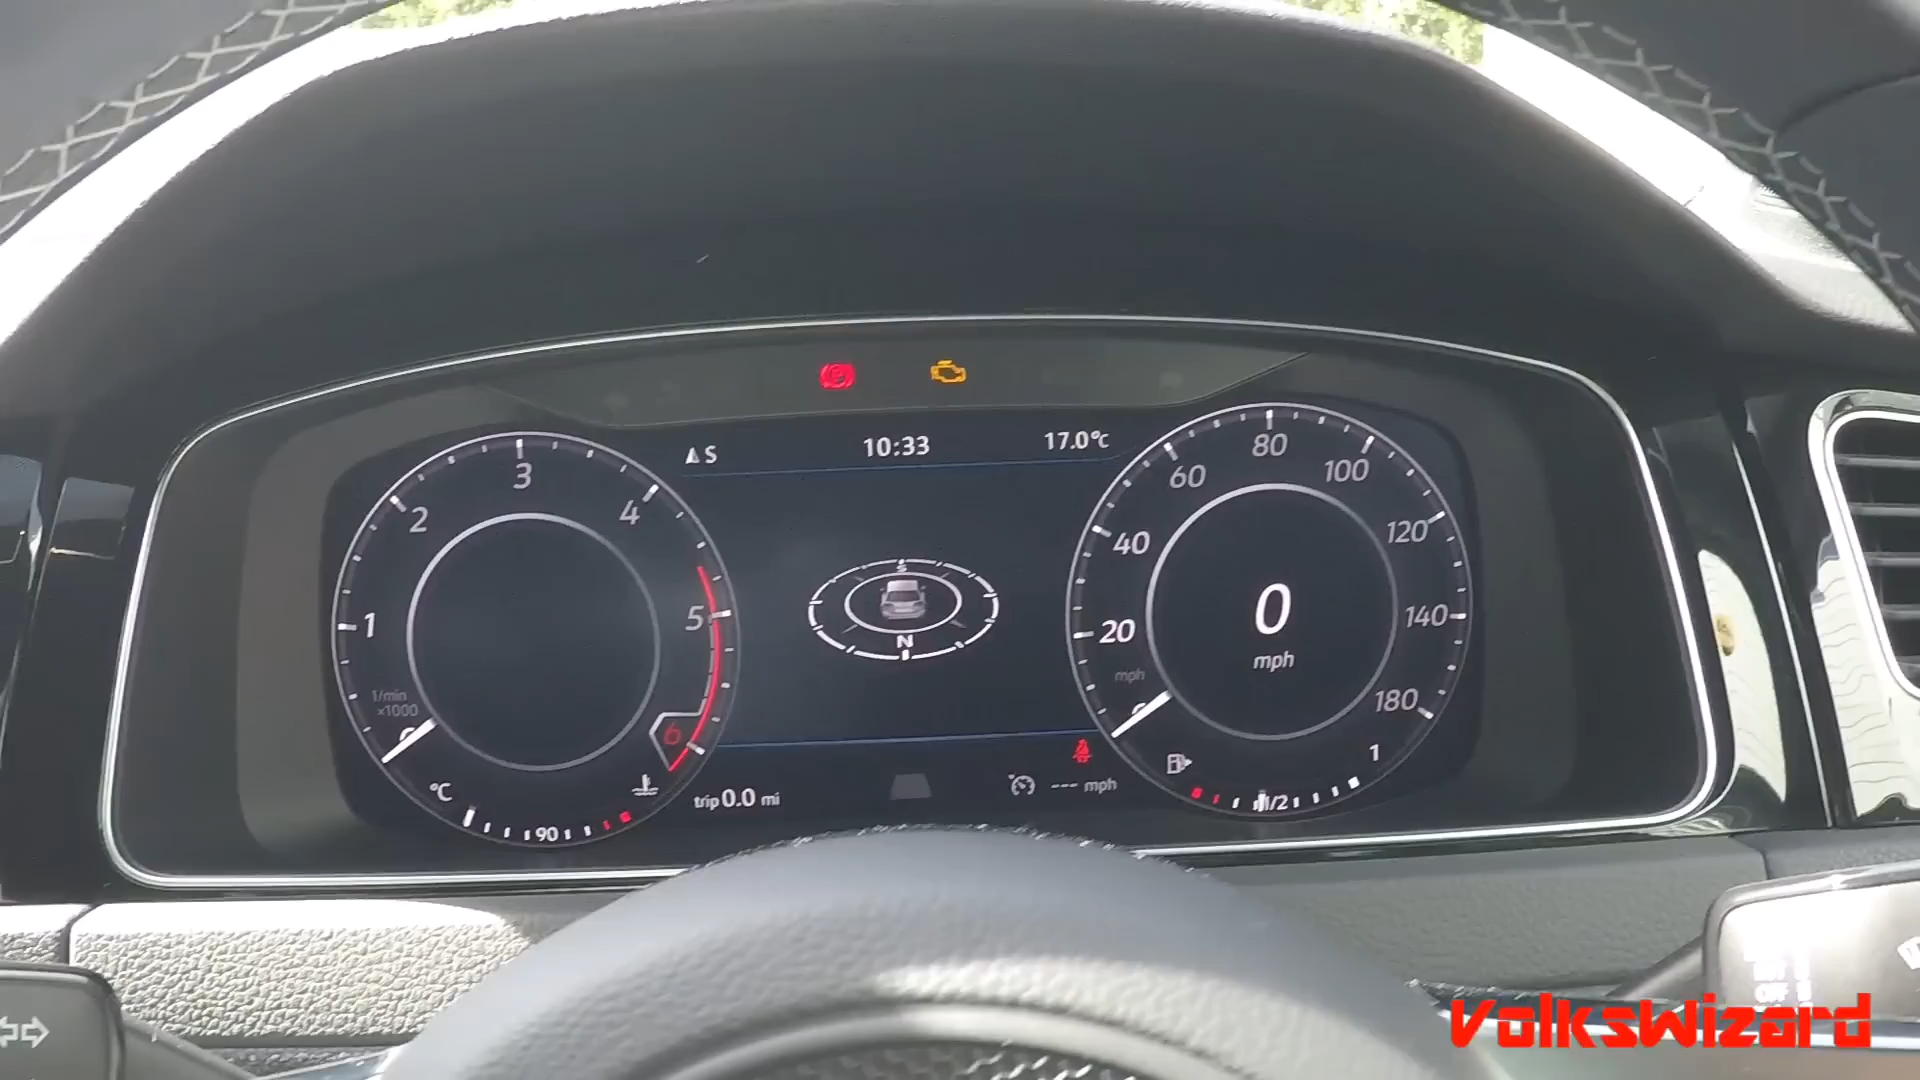 S 10:33 17.0°C
1 2 3 4 5 6
1/min
x1000
°C
90
S
N
trip 0.0 mi
--- mph
20 40 60 80 100 120 140 180
mph
0
mph
1/2 1
OFF
VolksWizard